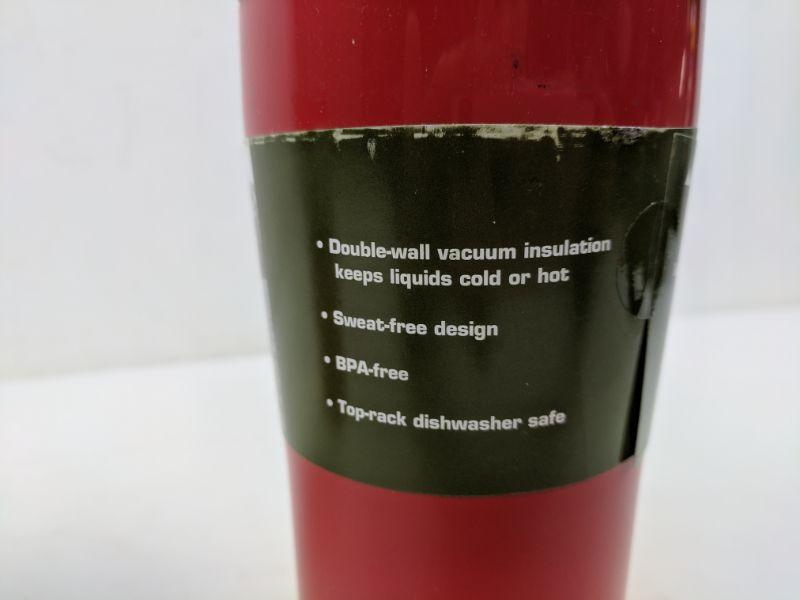 • Double-wall vacuum insulation
keeps liquids cold or hot
• Sweat-free design
• BPA-free
• Top-rack dishwasher safe